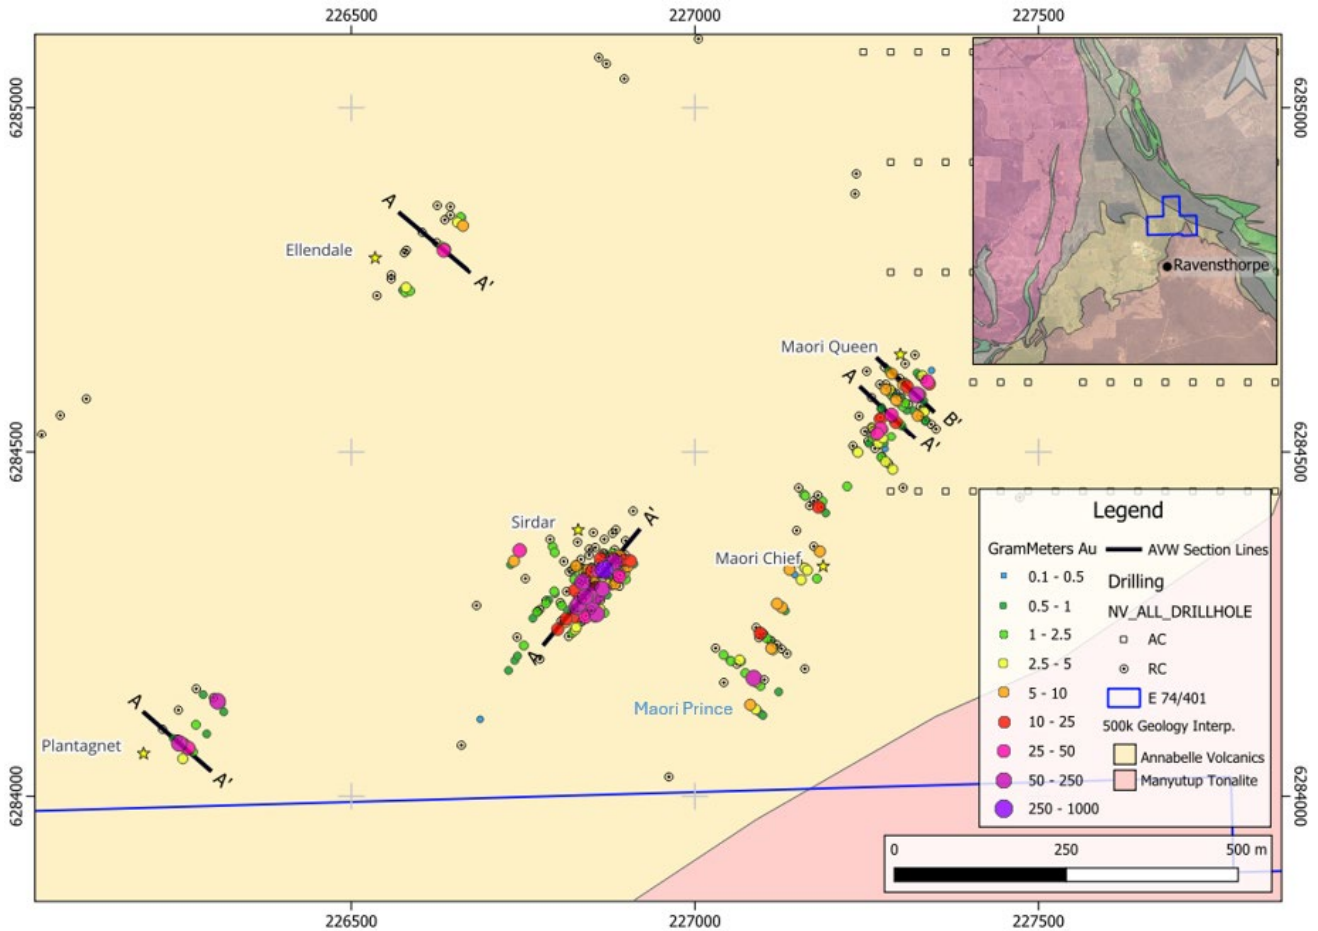 226500
227000
227500
6285000
6285000
A
Ellendale
A'
Ravensthorpe
Maori Queen
A
B'
A'
6284500
6284500
Sirdar
A'
Maori Chief
A
Maori Prince
A
Plantagnet
A'
6284000
6284000
Legend
GramMeters Au
0.1 - 0.5
0.5 - 1
1 - 2.5
2.5 - 5
5 - 10
10 - 25
25 - 50
50 - 250
250 - 1000
AVW Section Lines
Drilling
NV_ALL_DRILLHOLE
AC
RC
E 74/401
500k Geology Interp.
Annabelle Volcanics
Manyutup Tonalite
0 250 500 m
226500
227000
227500